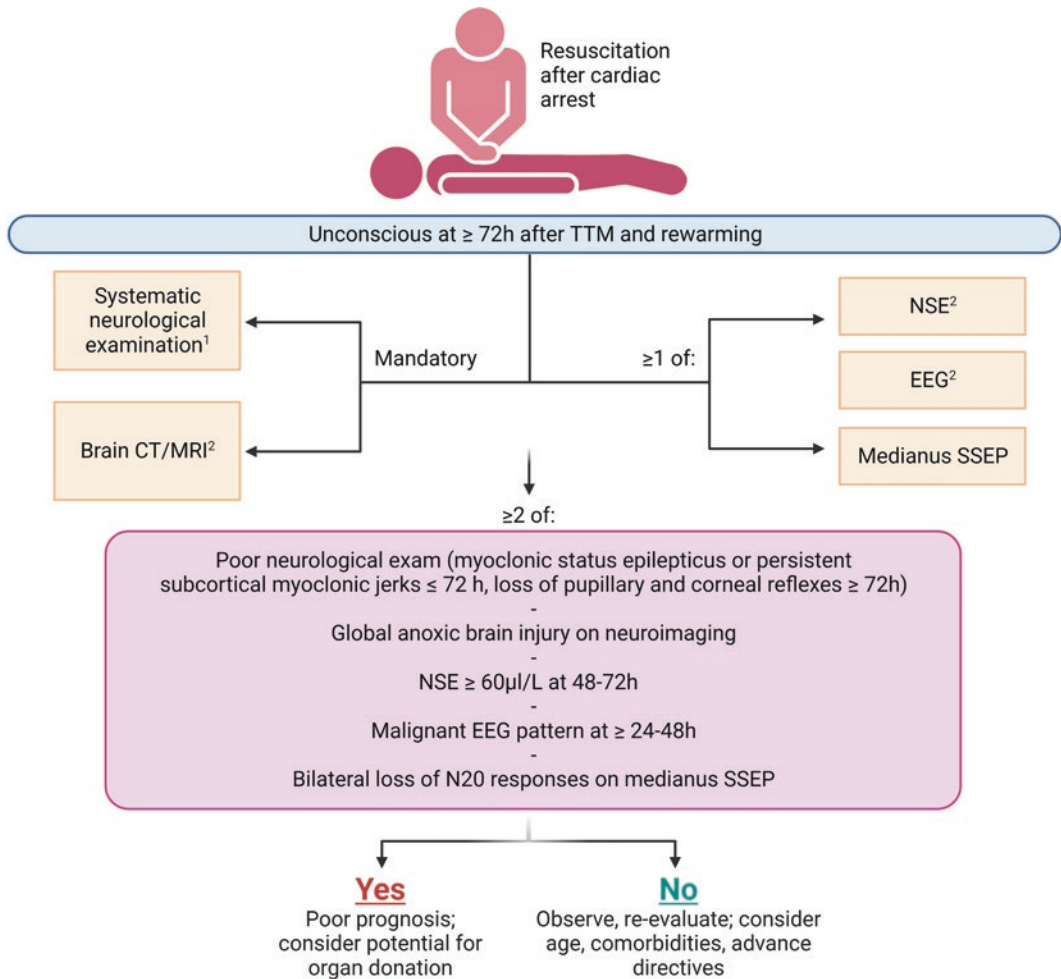 Resuscitation
after cardiac
arrest
Unconscious at ≥ 72h after TTM and rewarming
Systematic
neurological
examination¹
Mandatory
Brain CT/MRI²
≥1 of:
NSE²
EEG²
Medianus SSEP
≥2 of:
Poor neurological exam (myoclonic status epilepticus or persistent
subcortical myoclonic jerks ≤ 72 h, loss of pupillary and corneal reflexes ≥ 72h)
-
Global anoxic brain injury on neuroimaging
-
NSE ≥ 60µl/L at 48-72h
-
Malignant EEG pattern at ≥ 24-48h
-
Bilateral loss of N20 responses on medianus SSEP
Yes
Poor prognosis;
consider potential for
organ donation
No
Observe, re-evaluate; consider
age, comorbidities, advance
directives